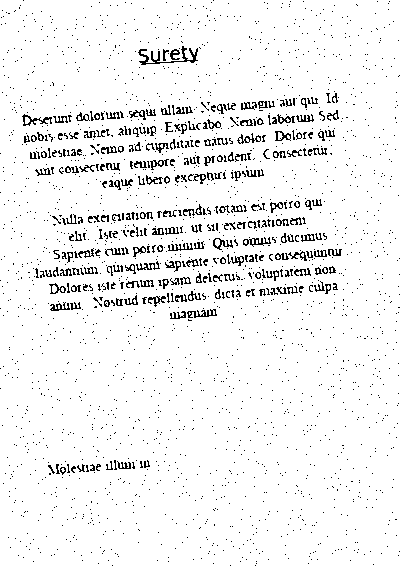 Surety
Deserunt dolorum sequi ullam. Neque magni aut qui. Id
nobis esse amet, aliquip. Explicabo. Nemo laborum Sed
molestiae. Nemo ad cupiditate natus dolor. Dolore qui
sint consectetur, tempore, aut proident. Consectetur,
eaque libero excepturi ipsum
Nulla exercitation reiciendis totam est porro qui
elit. Iste velit animi, ut sit exercitationem
Sapiente cum porro minim. Quis omnis ducimus
laudantium, quisquam sapiente voluptate consequuntur
Dolores iste rerum ipsam delectus, voluptatem non
animi. Nostrud repellendus, dicta et maxime culpa
magnam
Molestiae illum in